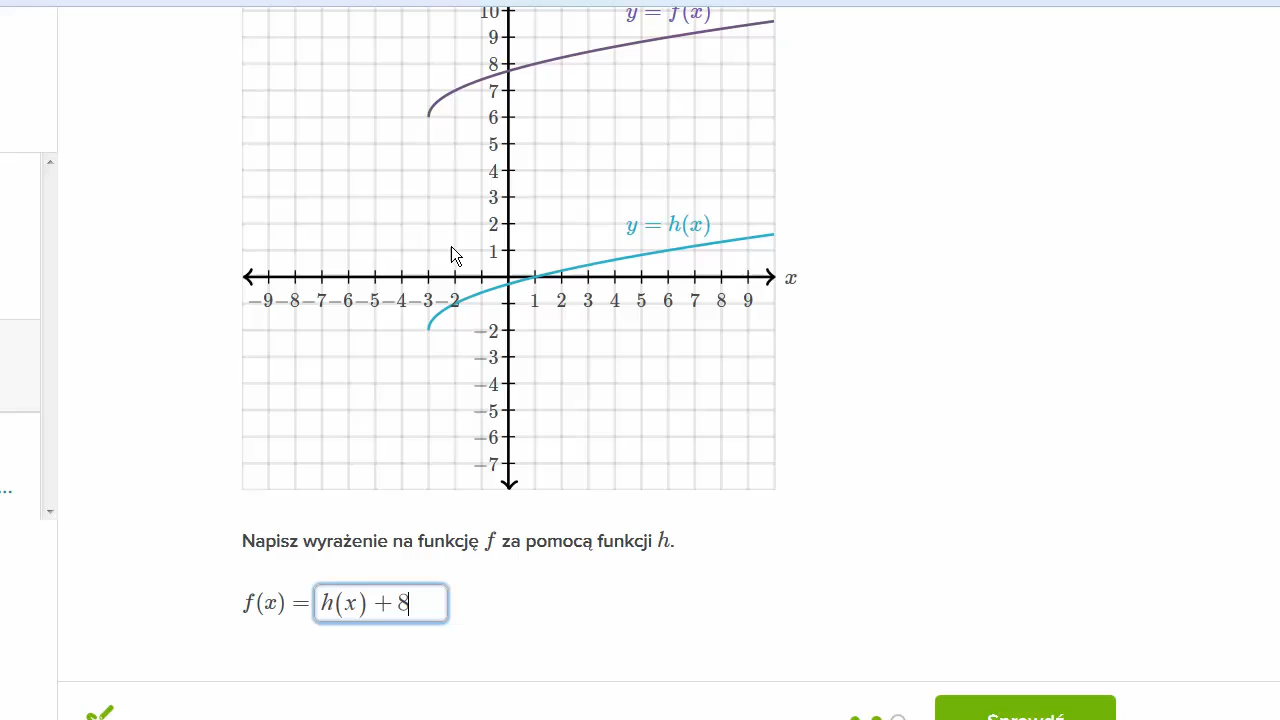 10
y = f(x)
9
8
7
6
5
4
3
2
y = h(x)
1
x
−9 −8 −7 −6 −5 −4 −3 −2 1 2 3 4 5 6 7 8 9
−2
−3
−4
−5
−6
−7
...
Napisz wyrażenie na funkcję f za pomocą funkcji h.
f(x) = h(x) + 8
Sprawdź